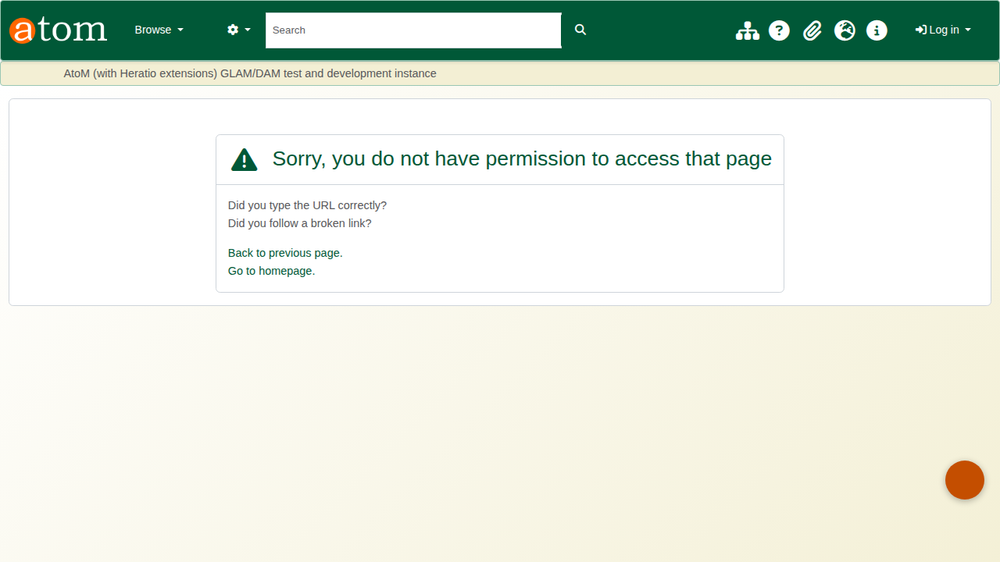 atom
Browse
Search
Log in
AtoM (with Heratio extensions) GLAM/DAM test and development instance
Sorry, you do not have permission to access that page
Did you type the URL correctly?
Did you follow a broken link?
Back to previous page.
Go to homepage.